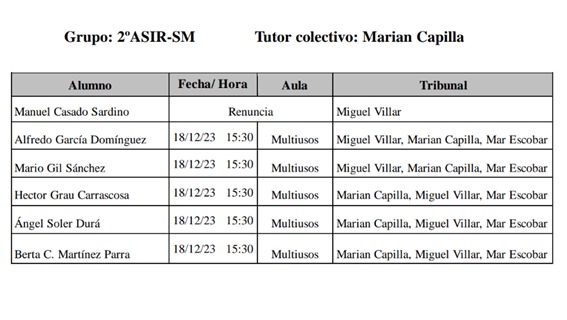 Grupo: 2ºASIR-SM Tutor colectivo: Marian Capilla
Alumno Fecha/ Hora Aula Tribunal
Manuel Casado Sardino Renuncia Miguel Villar
Alfredo García Domínguez 18/12/23 15:30 Multiusos Miguel Villar, Marian Capilla, Mar Escobar
Mario Gil Sánchez 18/12/23 15:30 Multiusos Miguel Villar, Marian Capilla, Mar Escobar
Hector Grau Carrascosa 18/12/23 15:30 Multiusos Marian Capilla, Miguel Villar, Mar Escobar
Ángel Soler Durá 18/12/23 15:30 Multiusos Marian Capilla, Miguel Villar, Mar Escobar
Berta C. Martínez Parra 18/12/23 15:30 Multiusos Marian Capilla, Miguel Villar, Mar Escobar